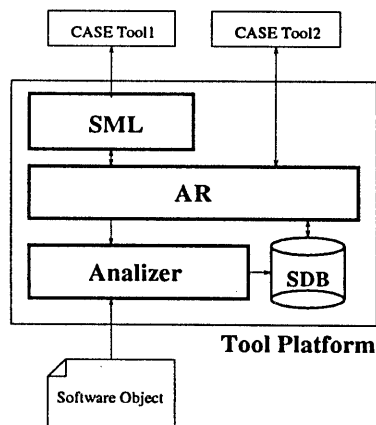 CASE Tool1
CASE Tool2
SML
AR
Analizer
SDB
Tool Platform
Software Object